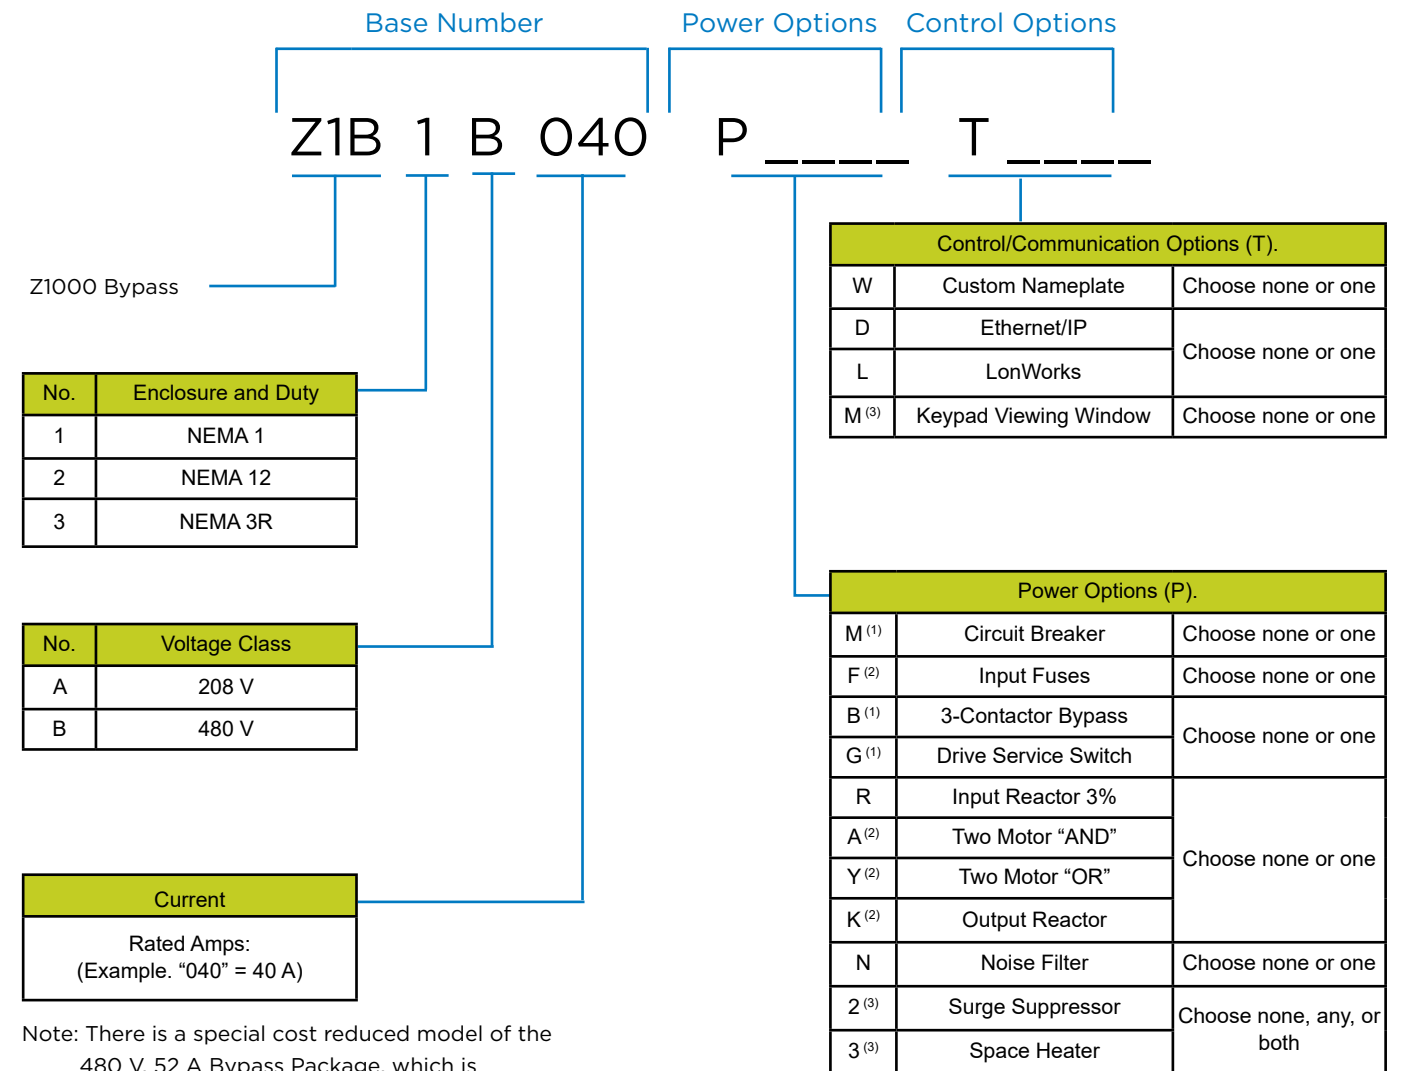 Base Number Power Options Control Options
Z1B 1 B 040 P _ _ _ _ T _ _ _ _
Z1000 Bypass
No. Enclosure and Duty
1 NEMA 1
2 NEMA 12
3 NEMA 3R
No. Voltage Class
A 208 V
B 480 V
Current
Rated Amps:
(Example. “040” = 40 A)
Note: There is a special cost reduced model of the
480 V, 52 A Bypass Package, which is
Control/Communication Options (T).
W Custom Nameplate Choose none or one
D Ethernet/IP
Choose none or one
L LonWorks
M (3) Keypad Viewing Window Choose none or one
Power Options (P).
M (1) Circuit Breaker Choose none or one
F (2) Input Fuses Choose none or one
B (1) 3-Contactor Bypass
Choose none or one
G (1) Drive Service Switch
R Input Reactor 3%
A (2) Two Motor “AND”
Choose none or one
Y (2) Two Motor “OR”
K (2) Output Reactor
N Noise Filter Choose none or one
2 (3) Surge Suppressor
Choose none, any, or
both
3 (3) Space Heater